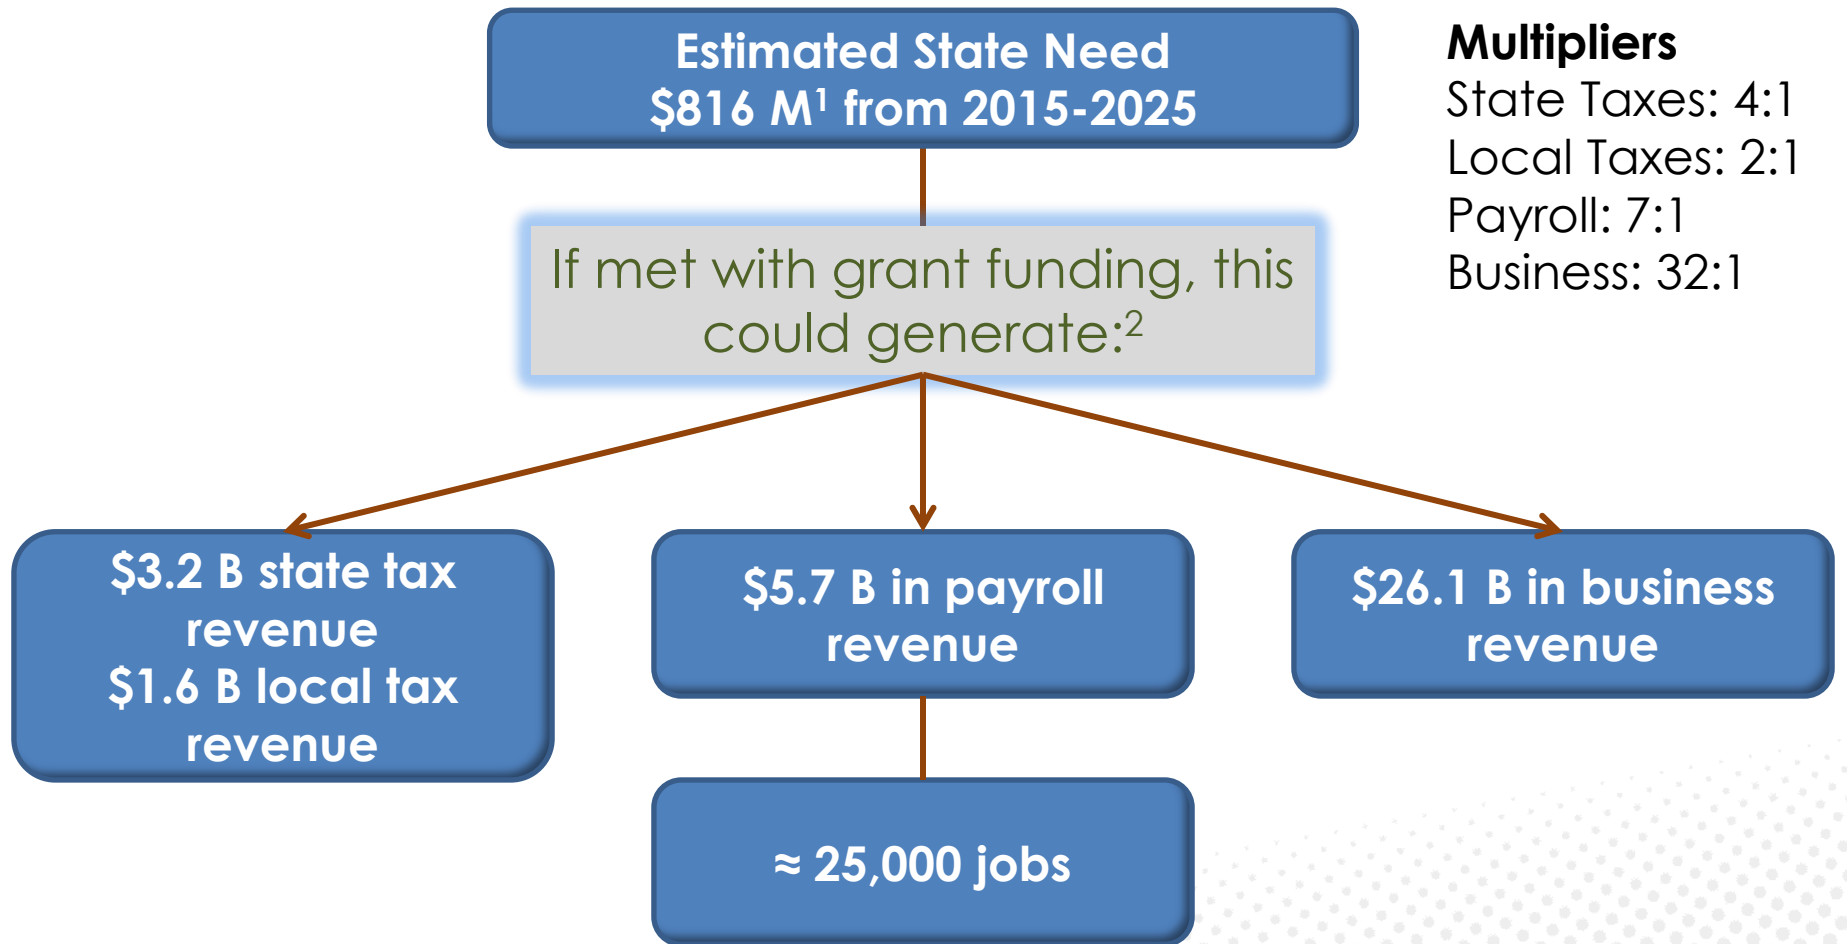 Estimated State Need
$816 M¹ from 2015-2025
Multipliers
State Taxes: 4:1
Local Taxes: 2:1
Payroll: 7:1
Business: 32:1
If met with grant funding, this
could generate:²
$3.2 B state tax
revenue
$1.6 B local tax
revenue
$5.7 B in payroll
revenue
$26.1 B in business
revenue
≈ 25,000 jobs